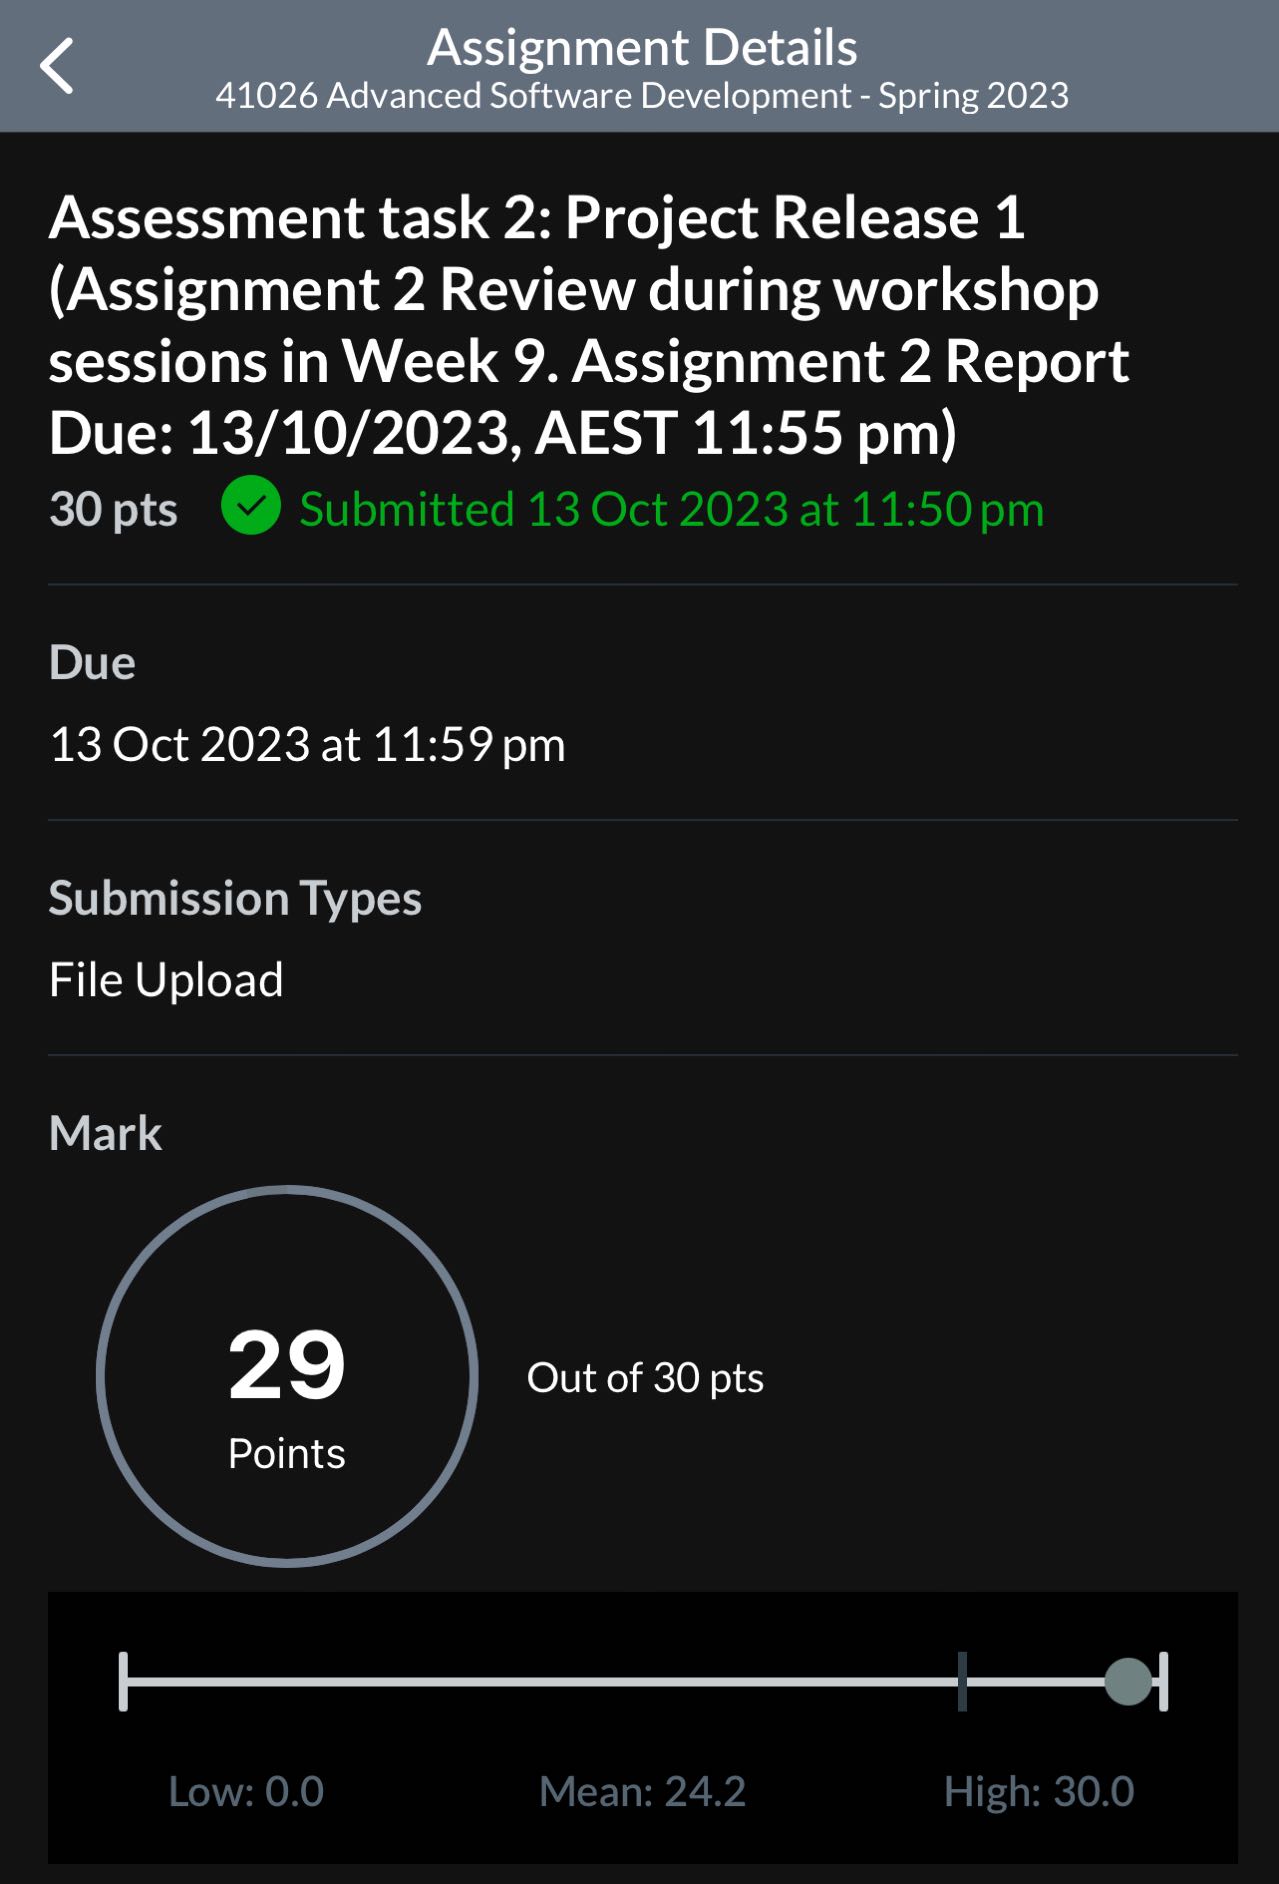 Assignment Details
41026 Advanced Software Development - Spring 2023
Assessment task 2: Project Release 1
(Assignment 2 Review during workshop
sessions in Week 9. Assignment 2 Report
Due: 13/10/2023, AEST 11:55 pm)
30 pts Submitted 13 Oct 2023 at 11:50 pm
Due
13 Oct 2023 at 11:59 pm
Submission Types
File Upload
Mark
29
Points
Out of 30 pts
Low: 0.0 Mean: 24.2 High: 30.0